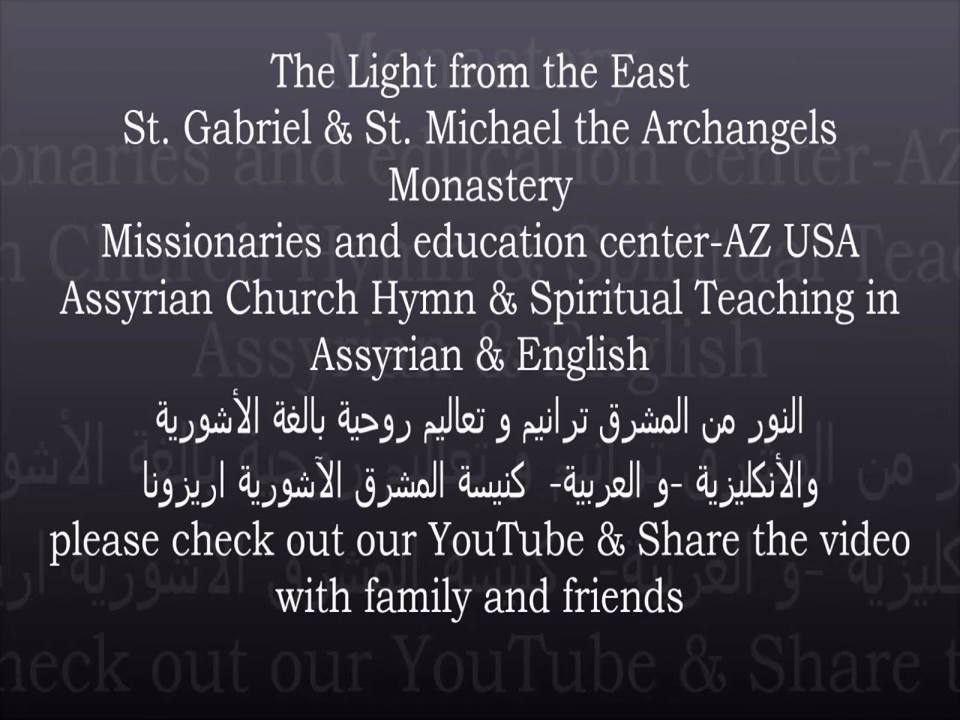 The Light from the East
St. Gabriel & St. Michael the Archangels
Monastery
Missionaries and education center-AZ USA
Assyrian Church Hymn & Spiritual Teaching in
Assyrian & English
النور من المشرق ترانيم و تعاليم روحية بالغة الأشورية
والأنكليزية -و العربية- كنيسة المشرق الآشورية اريزونا
please check out our YouTube & Share the video
with family and friends